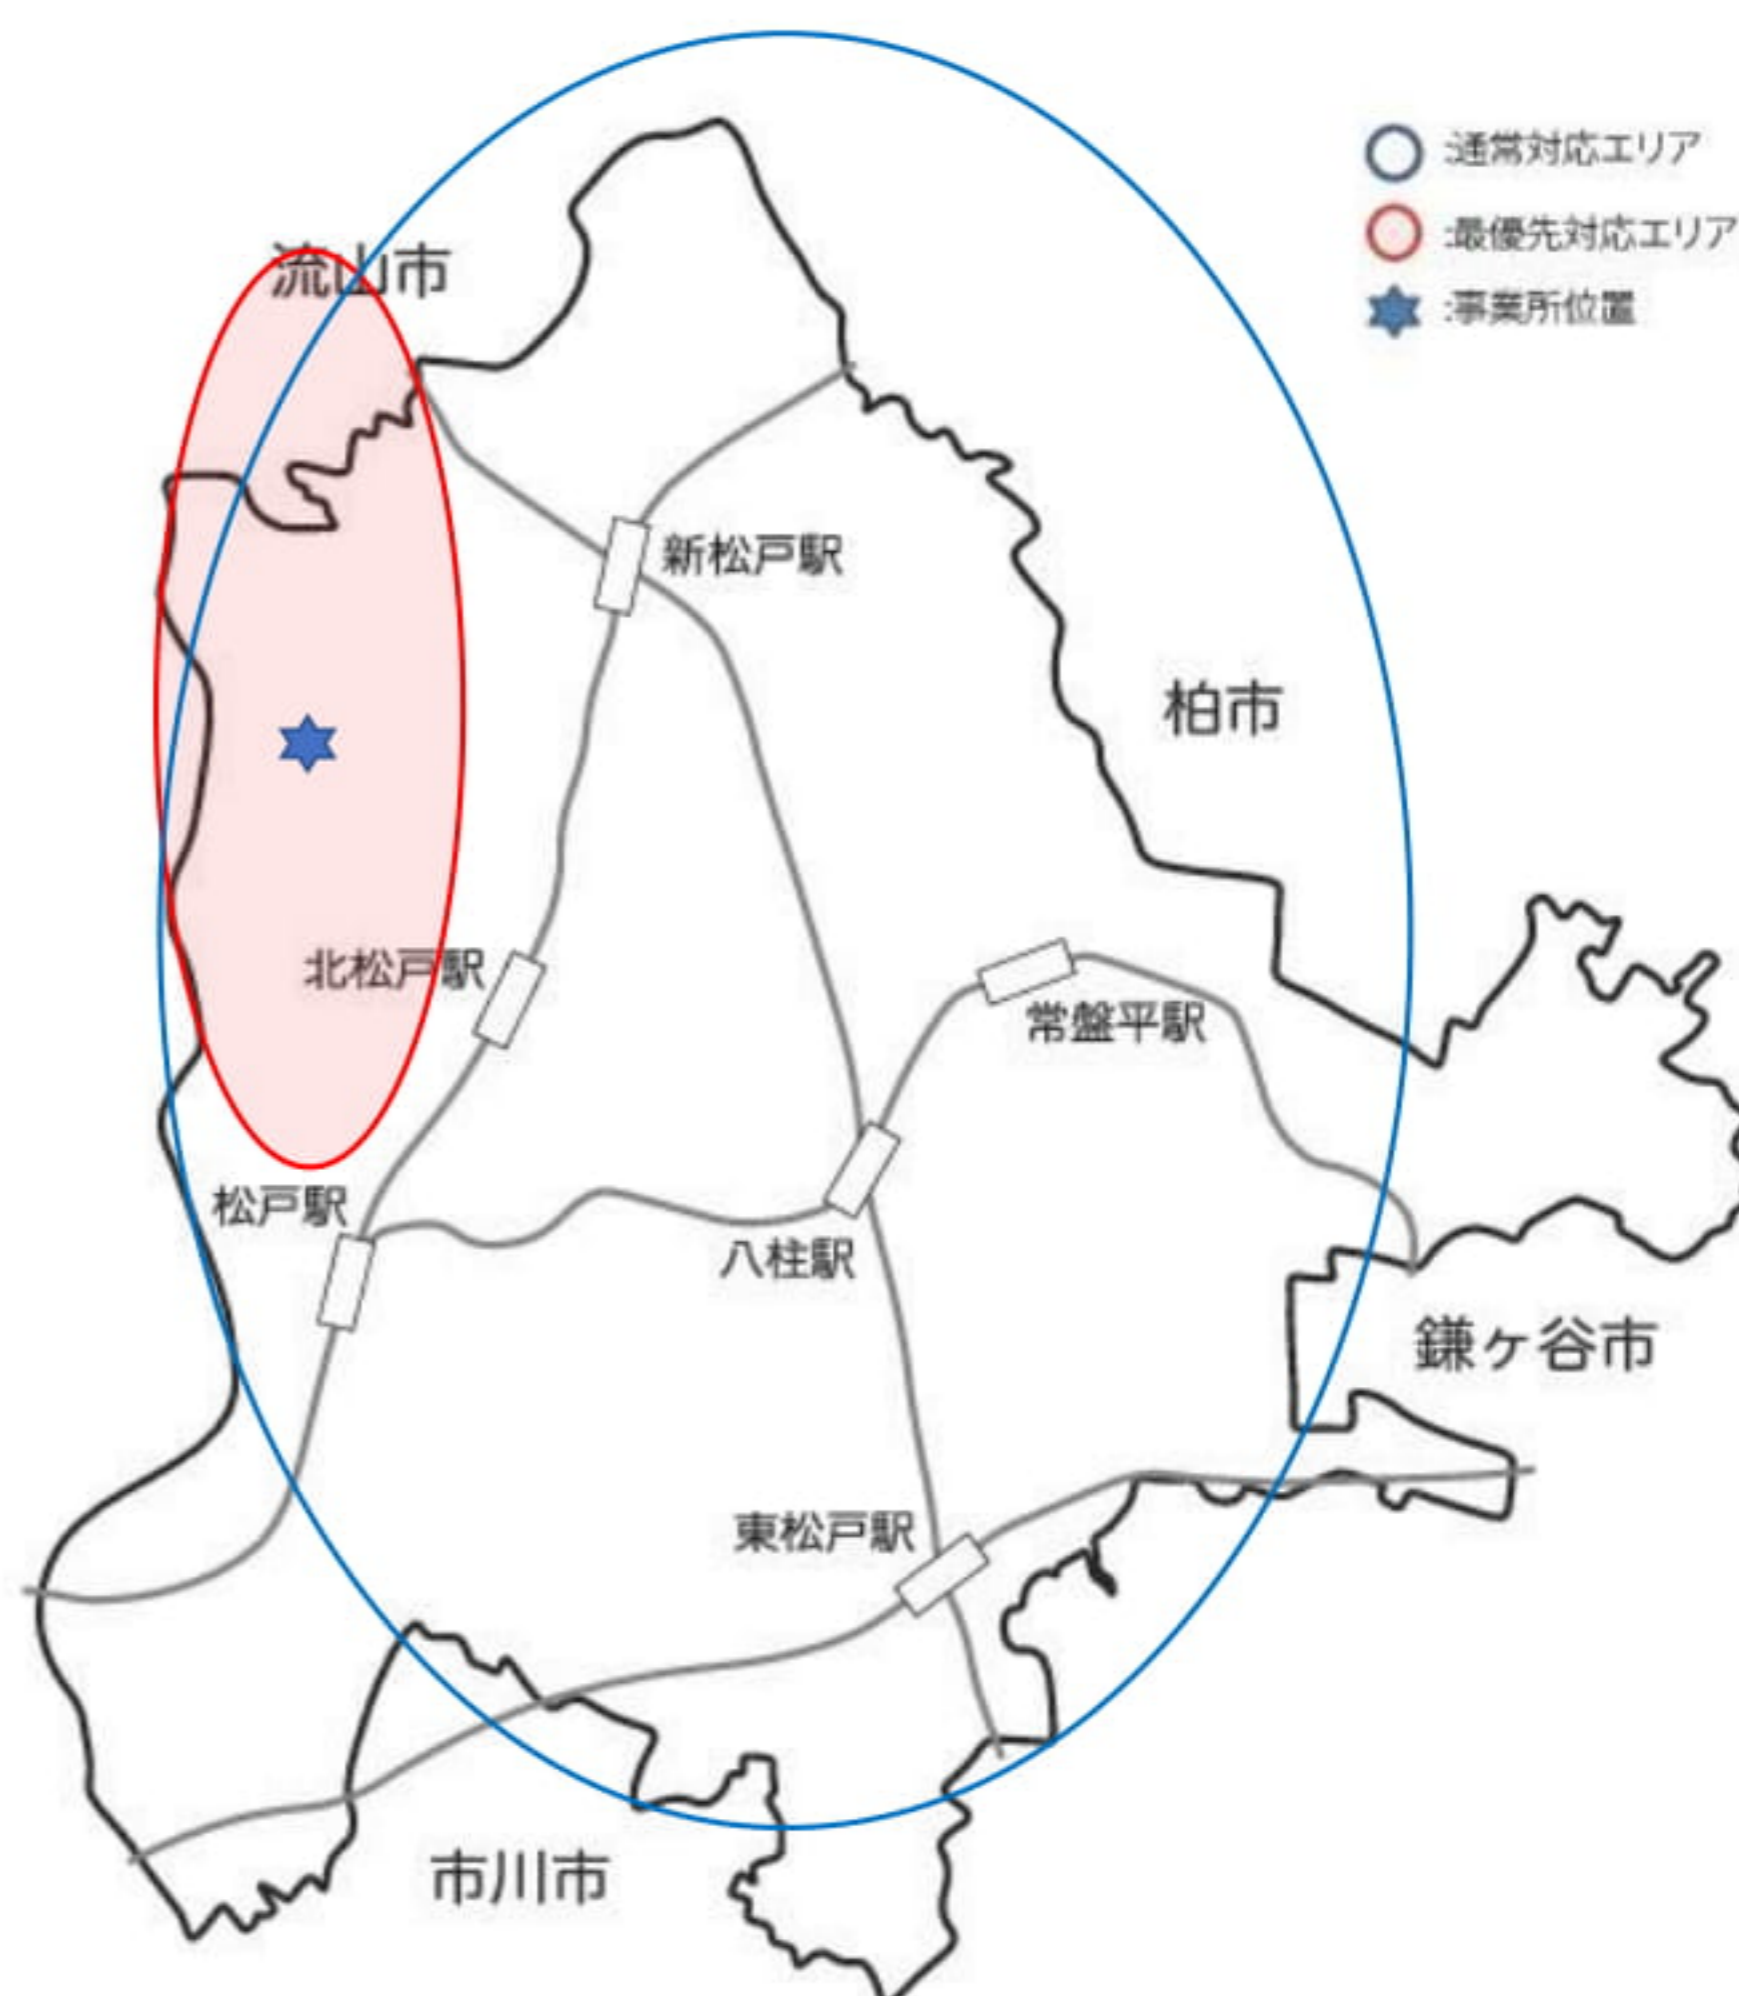 :通常対応エリア
:最優先対応エリア
:事業所位置
流山市
新松戸駅
柏市
北松戸駅
常盤平駅
松戸駅
八柱駅
鎌ヶ谷市
東松戸駅
市川市